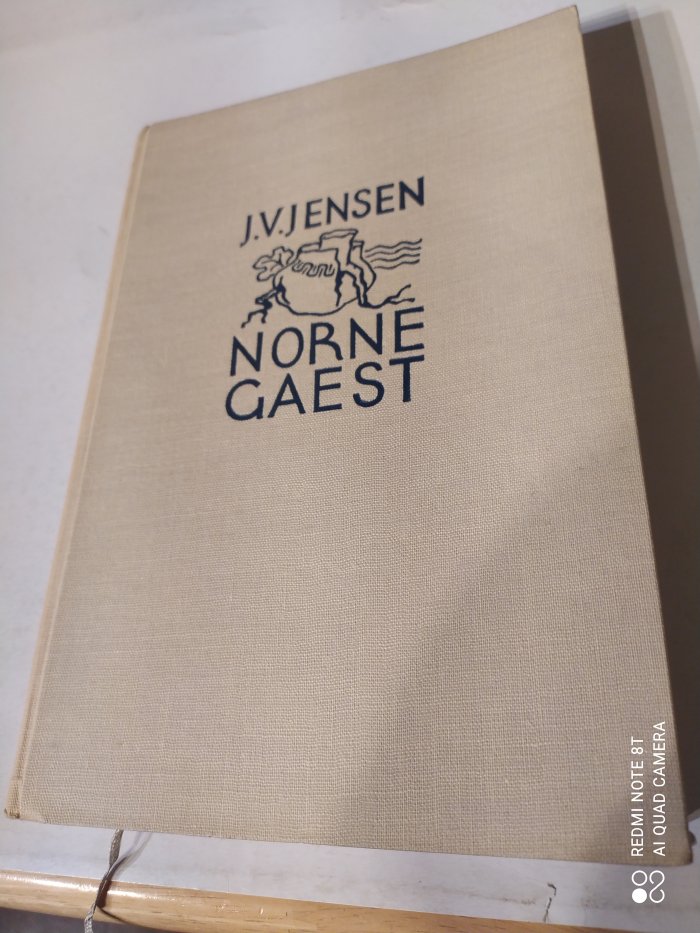 J.V.JENSEN
NORNE
GAEST
REDMI NOTE 8T
AI QUAD CAMERA